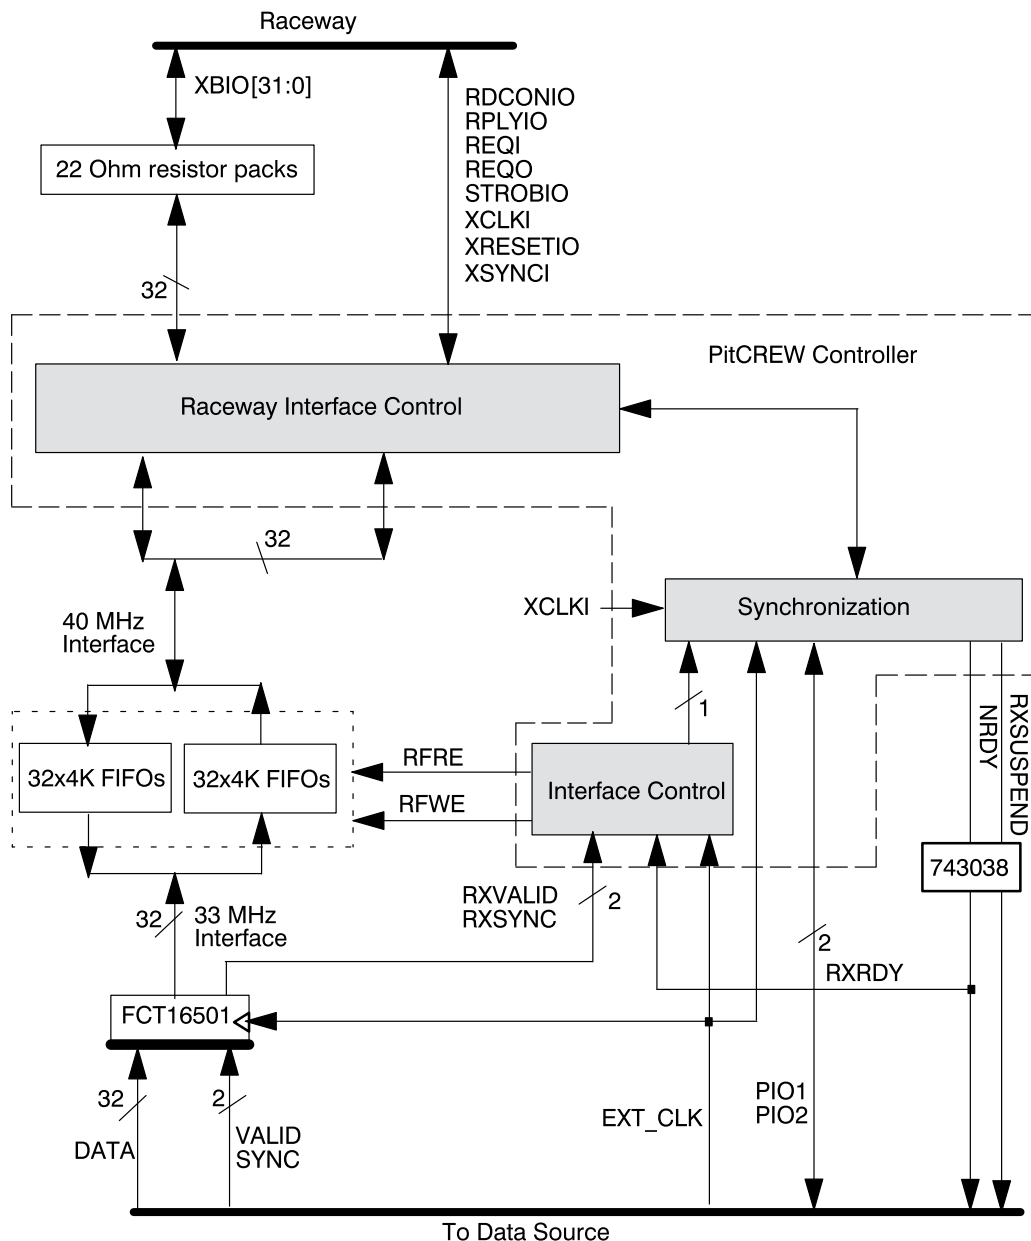 Raceway
XBIO[31:0]
RDCONIO
RPLYIO
REQI
REQO
STROBIO
XCLKI
XRESETIO
XSYNCI
22 Ohm resistor packs
32
PitCREW Controller
Raceway Interface Control
32
40 MHz
Interface
XCLKI
Synchronization
1
RXSUSPEND
NRDY
32x4K FIFOs
32x4K FIFOs
RFRE
RFWE
Interface Control
743038
RXVALID
RXSYNC
2
32
33 MHz
Interface
2
RXRDY
FCT16501
32
2
DATA
VALID
SYNC
EXT_CLK
PIO1
PIO2
To Data Source